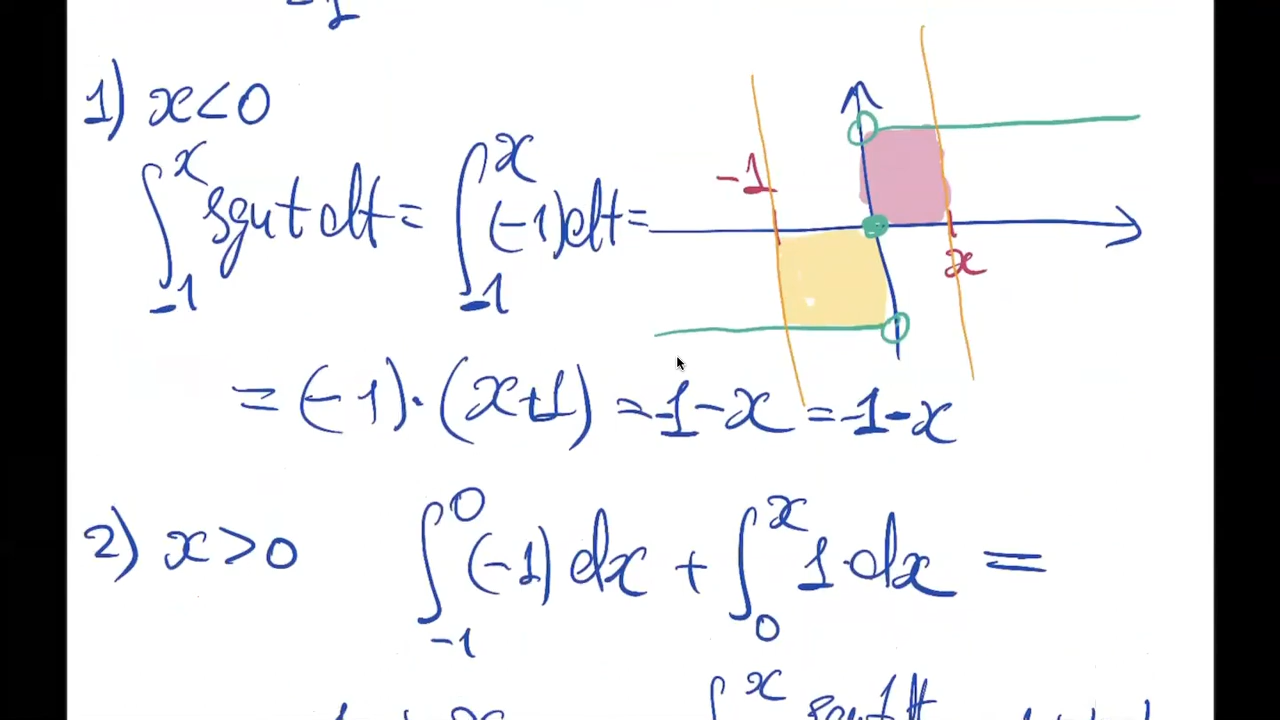 1) x<0
∫_{-1}^{x} sgn t dt = ∫_{-1}^{x} (-1)dt =
-1
x
= (-1)·(x+1) = -1-x = -1-x
2) x>0 ∫_{-1}^{0} (-1) dx + ∫_{0}^{x} 1·dx =